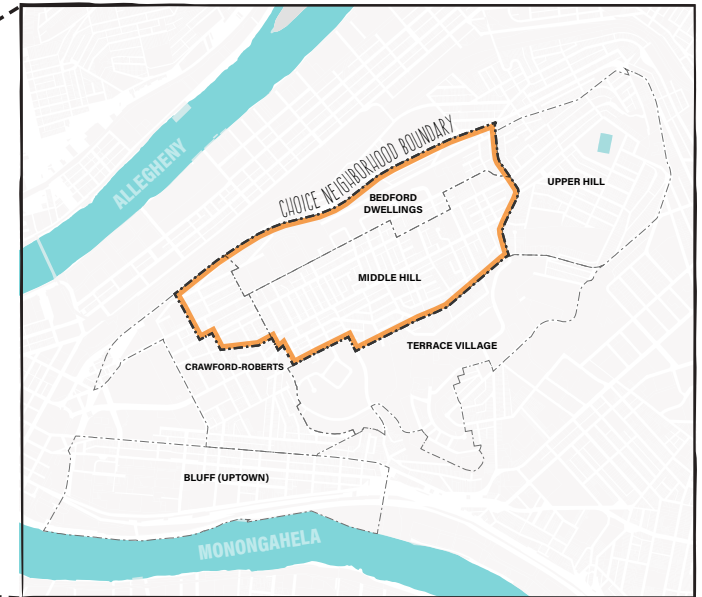 ALLEGHENY
CHOICE NEIGHBORHOOD BOUNDARY
UPPER HILL
BEDFORD
DWELLINGS
MIDDLE HILL
TERRACE VILLAGE
CRAWFORD-ROBERTS
BLUFF (UPTOWN)
MONONGAHELA